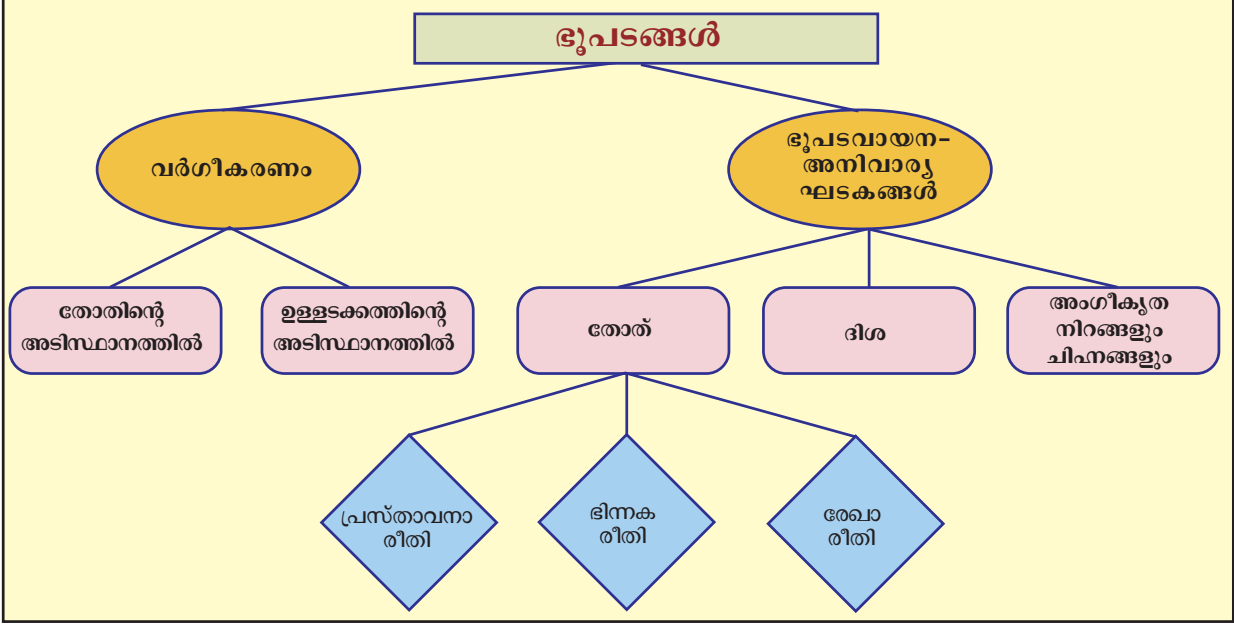 ഭൂപടങ്ങൾ
വർഗീകരണം
ഭൂപടവായന-
അനിവാര്യ
ഘടകങ്ങൾ
തോതിന്റെ
അടിസ്ഥാനത്തിൽ
ഉള്ളടക്കത്തിന്റെ
അടിസ്ഥാനത്തിൽ
തോത്
ദിശ
അംഗീകൃത
നിറങ്ങളും
ചിഹ്നങ്ങളും
പ്രസ്താവനാ
രീതി
ഭിന്നക
രീതി
രേഖാ
രീതി